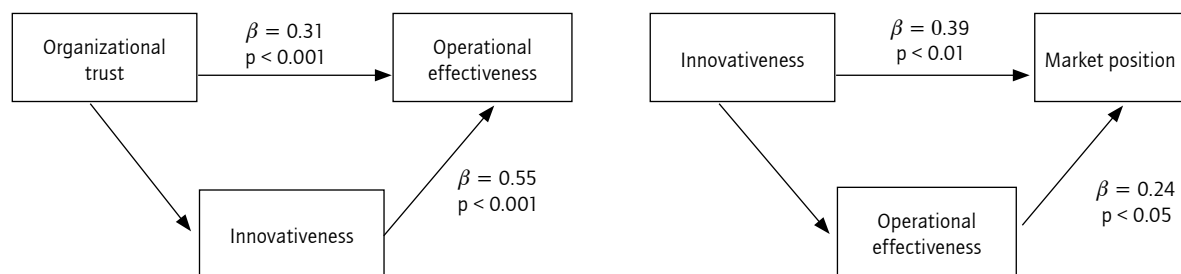 Organizational
trust
β = 0.31
p < 0.001
Operational
effectiveness
β = 0.55
p < 0.001
Innovativeness
Innovativeness
β = 0.39
p < 0.01
Market position
β = 0.24
p < 0.05
Operational
effectiveness